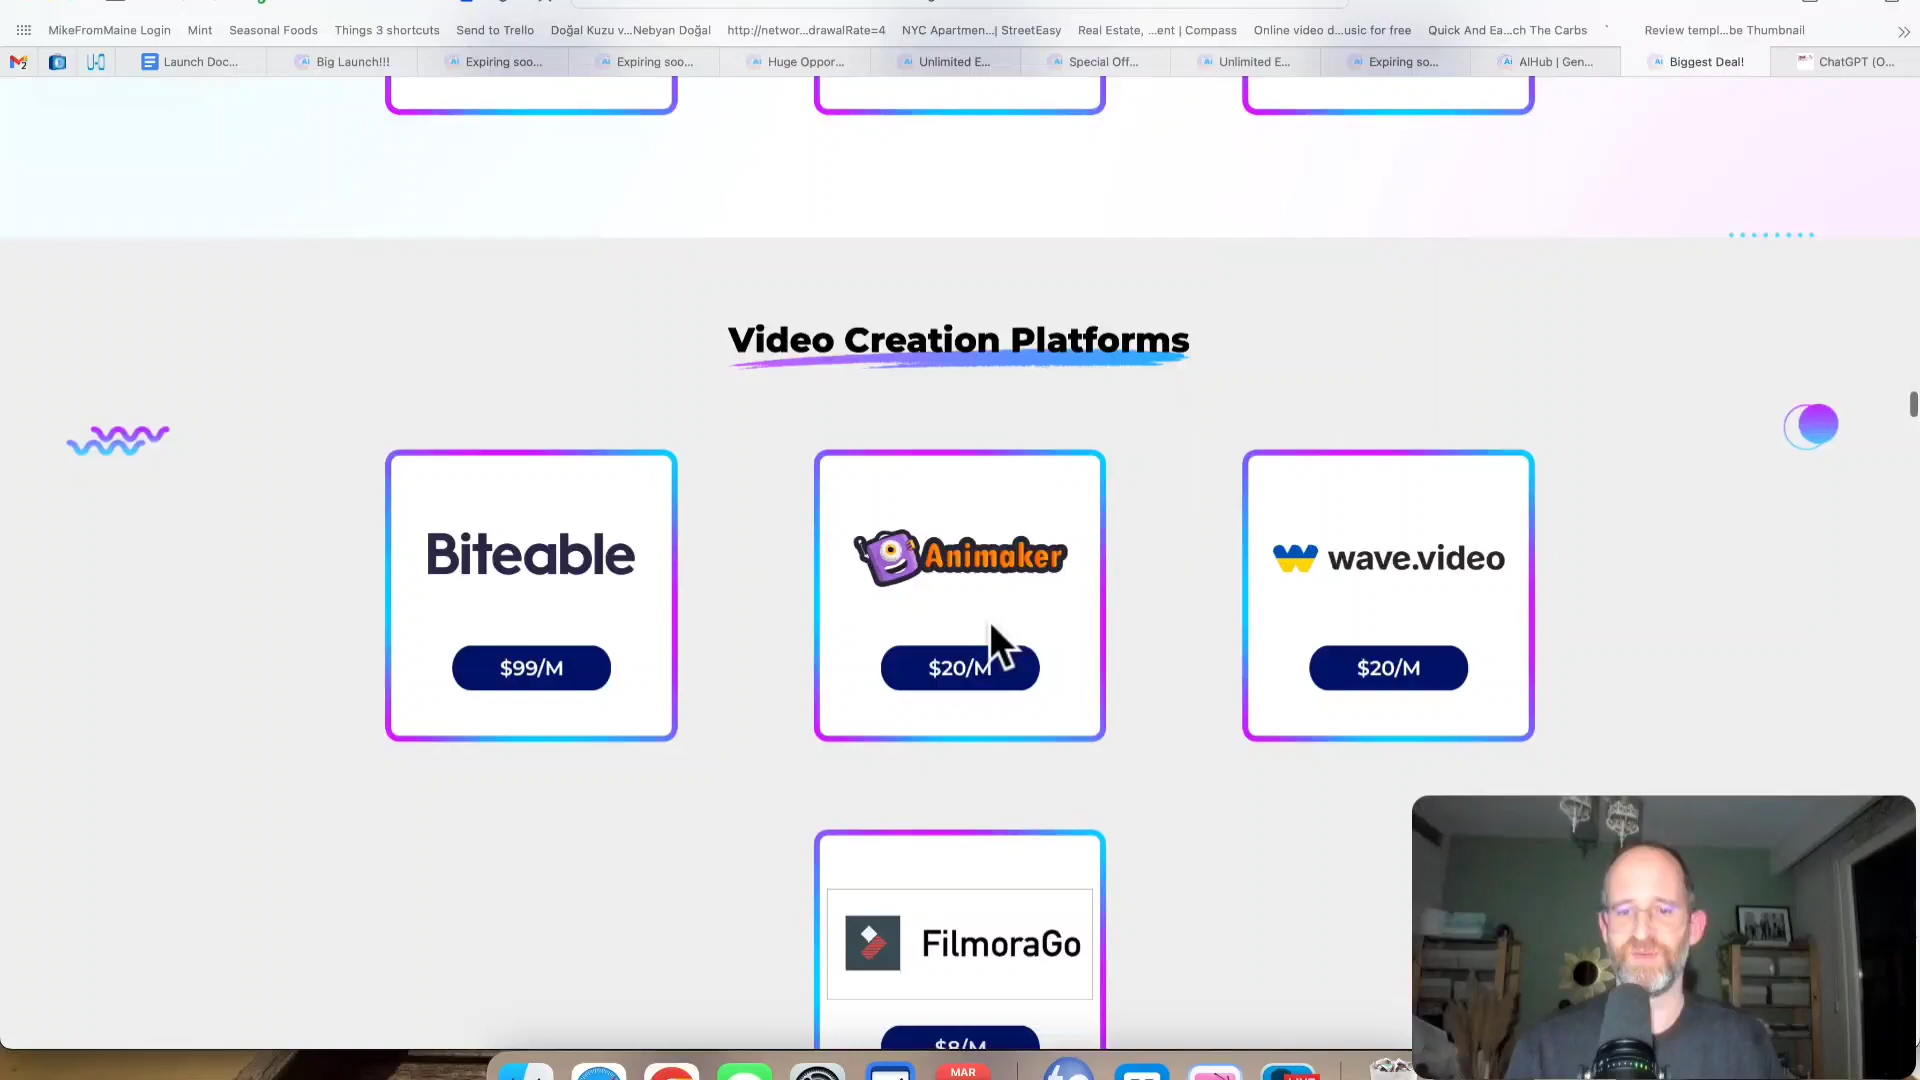 MikeFromMaine Login Mint Seasonal Foods Things 3 shortcuts Send to Trello Doğal Kuzu v...Nebyan Doğal http://networ...drawalRate=4 NYC Apartmen...| StreetEasy Real Estate, ...ent | Compass Online video d...usic for free Quick And Ea...ch The Carbs Review templ...be Thumbnail
Launch Doc... Big Launch!!! Expiring soo... Expiring soo... Huge Oppor... Unlimited E... Special Off... Unlimited E... Expiring so... AIHub | Gen... Biggest Deal! ChatGPT (O...
Video Creation Platforms
Biteable Animaker wave.video
$99/M $20/M $20/M
FilmoraGo
$8/M
MAR